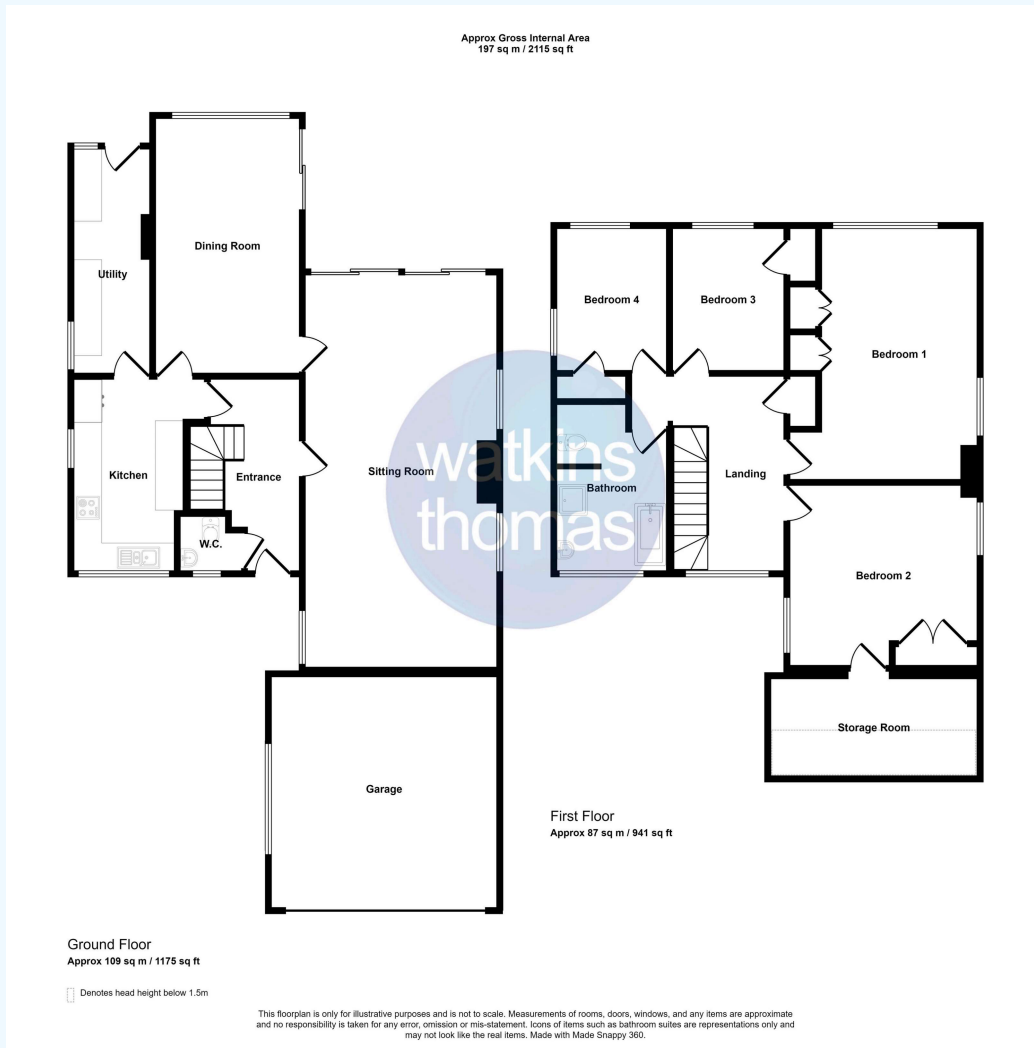 Approx Gross Internal Area
197 sq m / 2115 sq ft
Dining Room
Utility
Kitchen
Entrance
Sitting Room
W.C.
Garage
Bedroom 4
Bedroom 3
Bedroom 1
Landing
Bathroom
Bedroom 2
Storage Room
watkins
thomas
First Floor
Approx 87 sq m / 941 sq ft
Ground Floor
Approx 109 sq m / 1175 sq ft
Denotes head height below 1.5m
This floorplan is only for illustrative purposes and is not to scale. Measurements of rooms, doors, windows, and any items are approximate
and no responsibility is taken for any error, omission or mis-statement. Icons of items such as bathroom suites are representations only and
may not look like the real items. Made with Made Snappy 360.